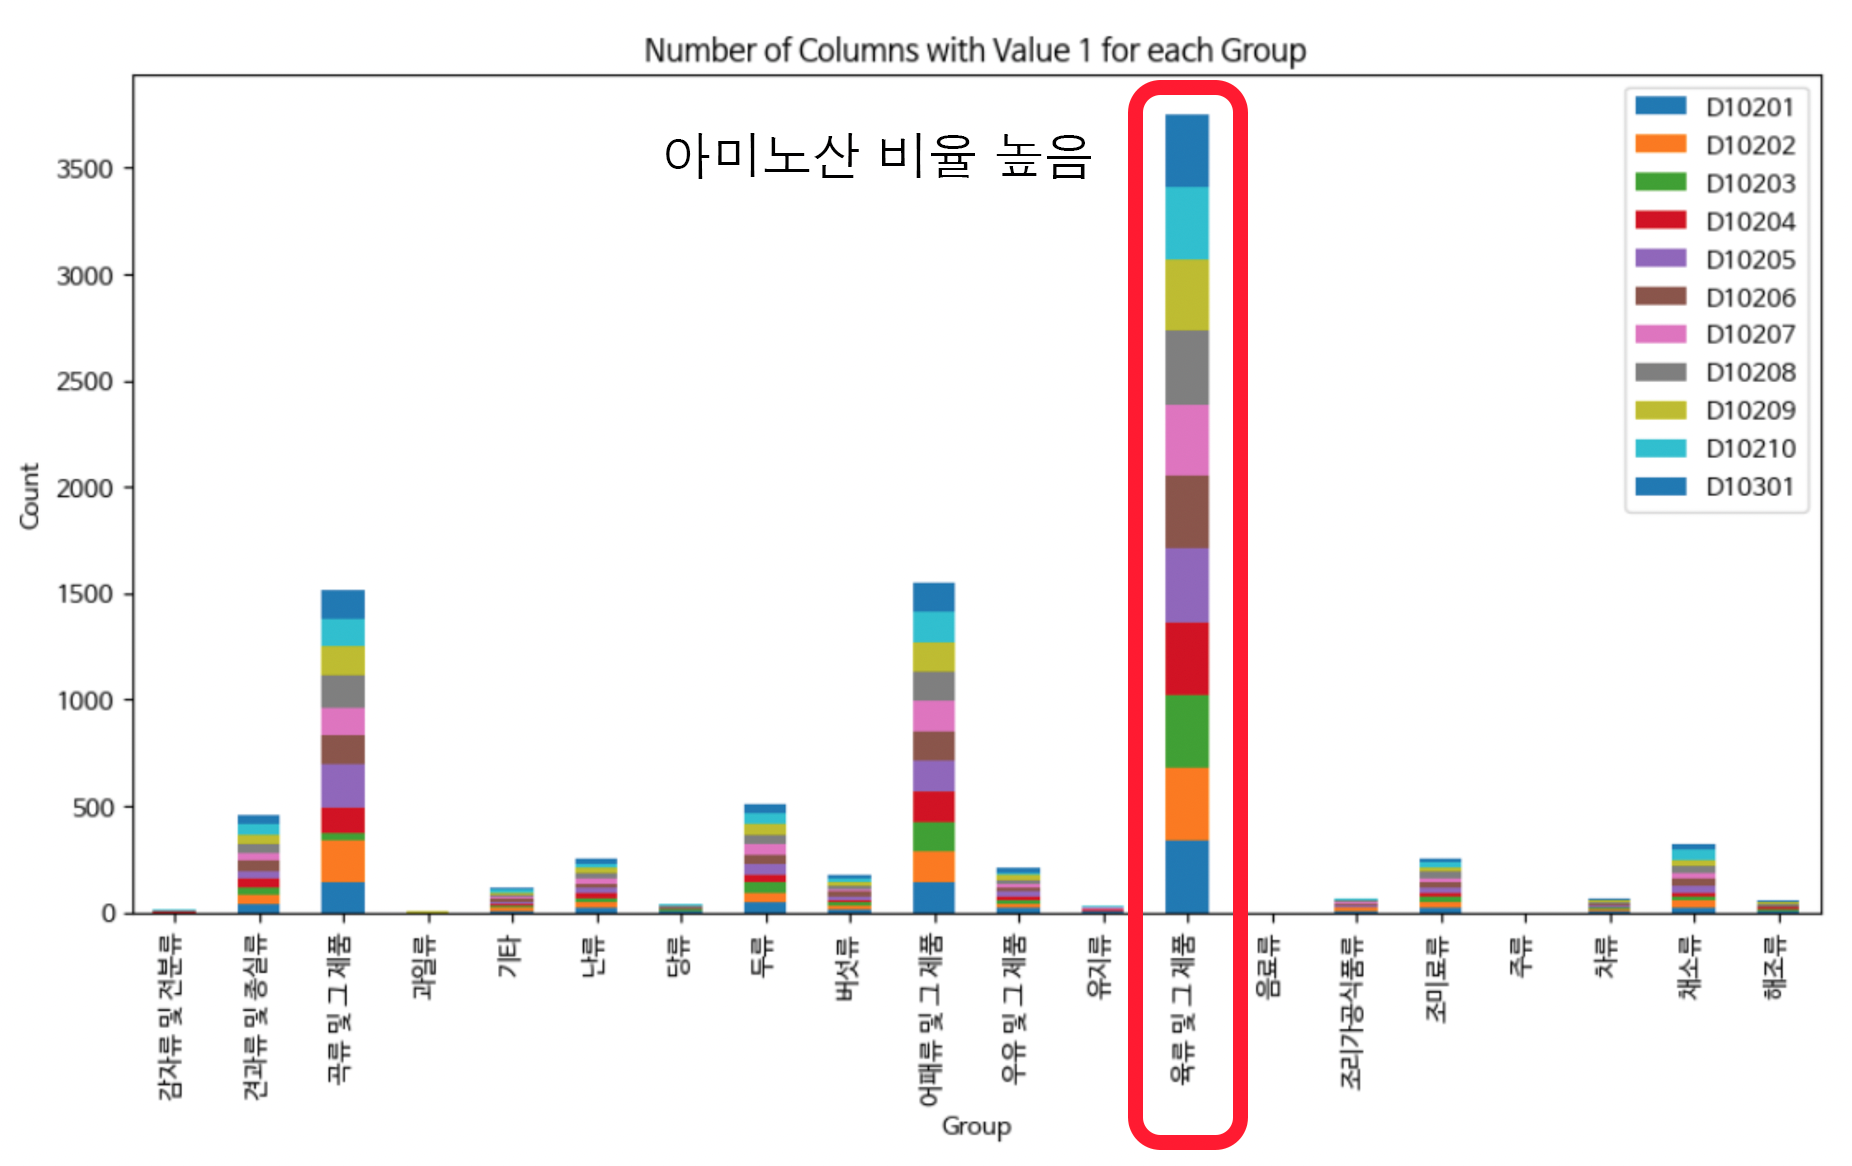 Number of Columns with Value 1 for each Group
아미노산 비율 높음
D10201
D10202
D10203
D10204
D10205
D10206
D10207
D10208
D10209
D10210
D10301
Count
3500
3000
2500
2000
1500
1000
500
0
감자류 및 전분류
견과류 및 종실류
곡류 및 그 제품
과일류
기타
난류
당류
두류
버섯류
어패류 및 그 제품
우유 및 그 제품
유지류
육류 및 그 제품
음료류
조리가공식품류
조미료류
주류
차류
채소류
해조류
Group